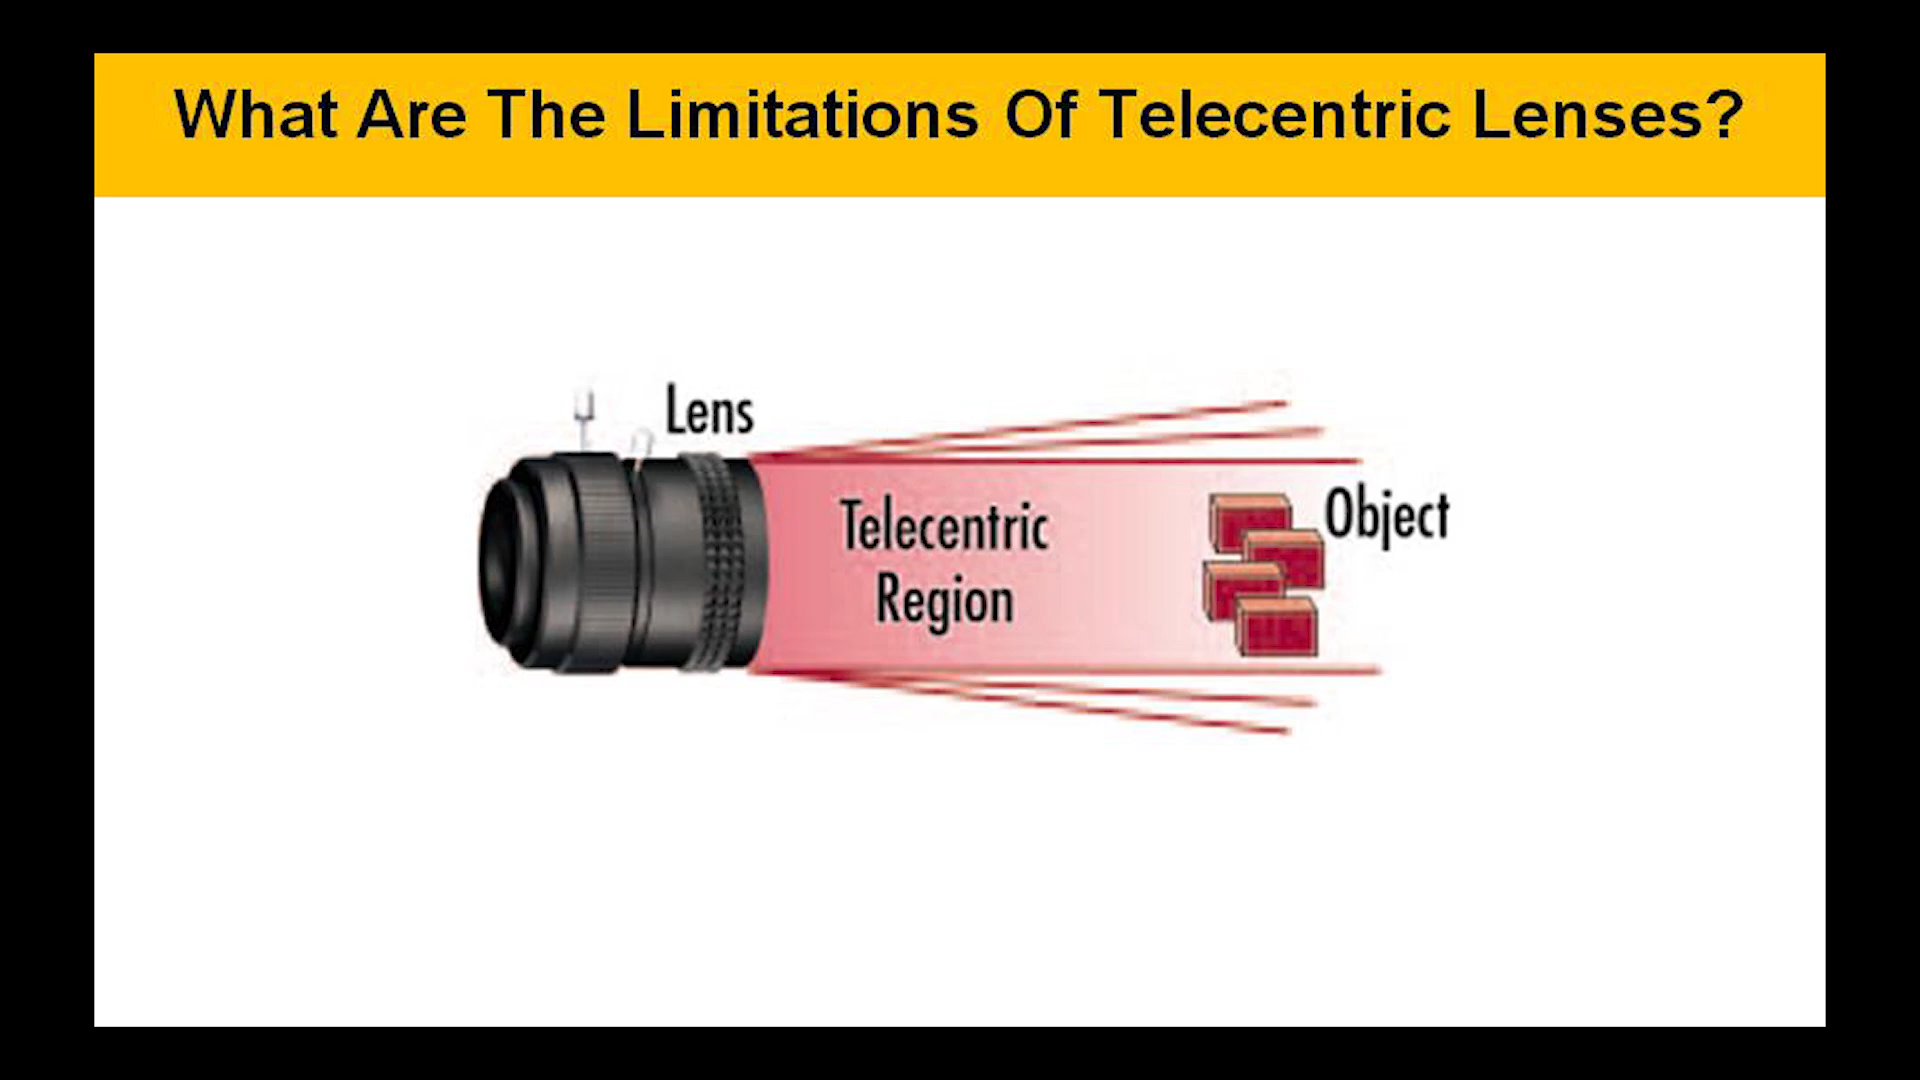 What Are The Limitations Of Telecentric Lenses?
Lens
Telecentric
Region
Object